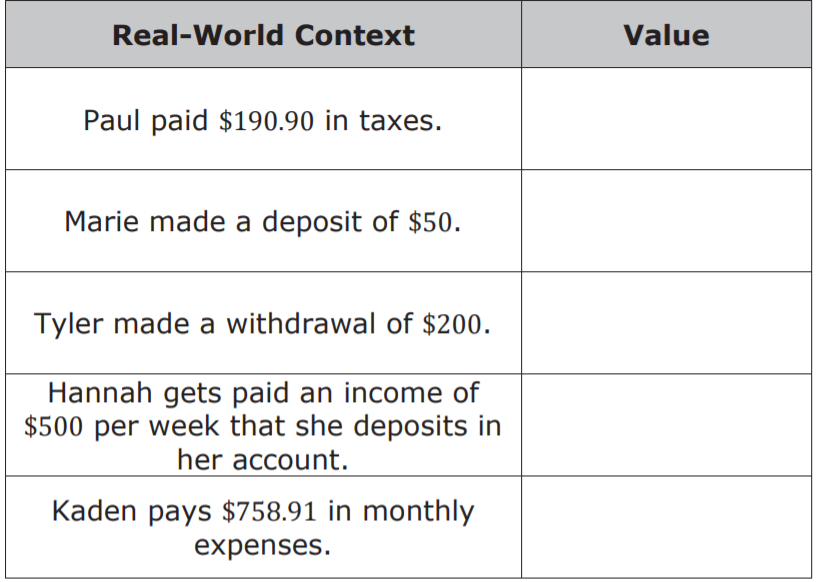 Real-World Context
Value
Paul paid $190.90 in taxes.
Marie made a deposit of $50.
Tyler made a withdrawal of $200.
Hannah gets paid an income of
$500 per week that she deposits in
her account.
Kaden pays $758.91 in monthly
expenses.